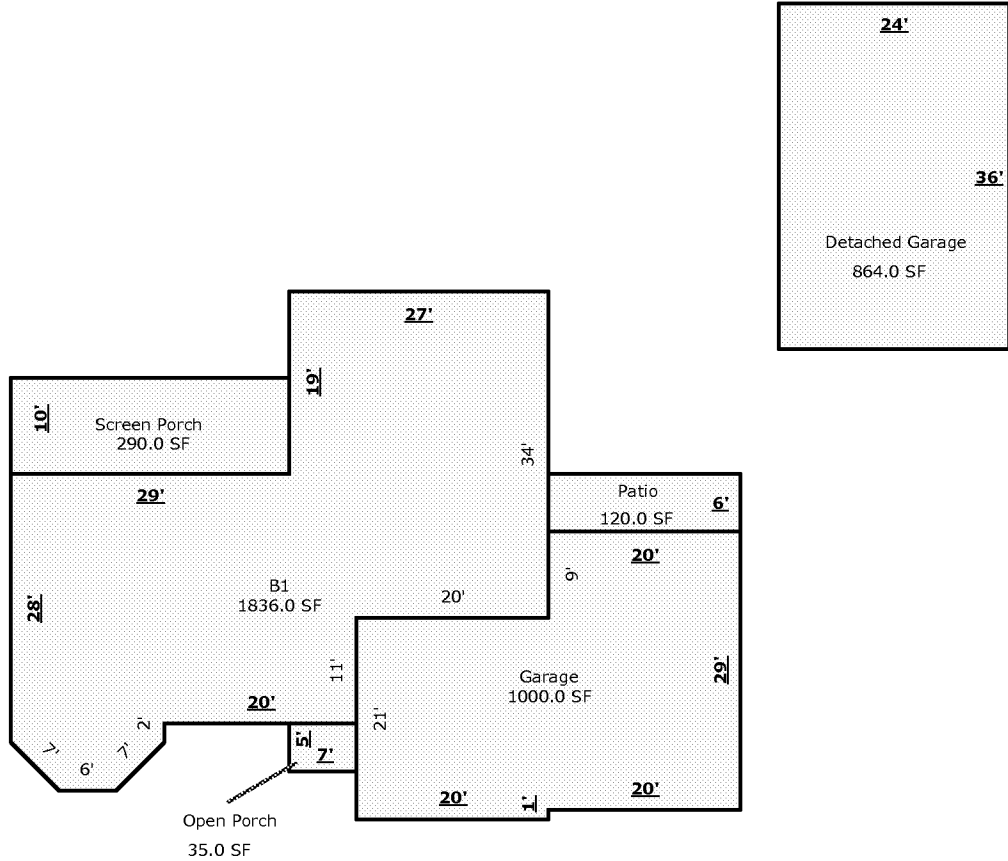 24'
36'
Detached Garage
864.0 SF
27'
19'
10'
Screen Porch
290.0 SF
34'
29'
Patio
120.0 SF
6'
20'
9'
B1
1836.0 SF
20'
28'
11'
Garage
1000.0 SF
29'
20'
21'
2'
5'
7'
7'
7'
6'
20'
1'
20'
Open Porch
35.0 SF